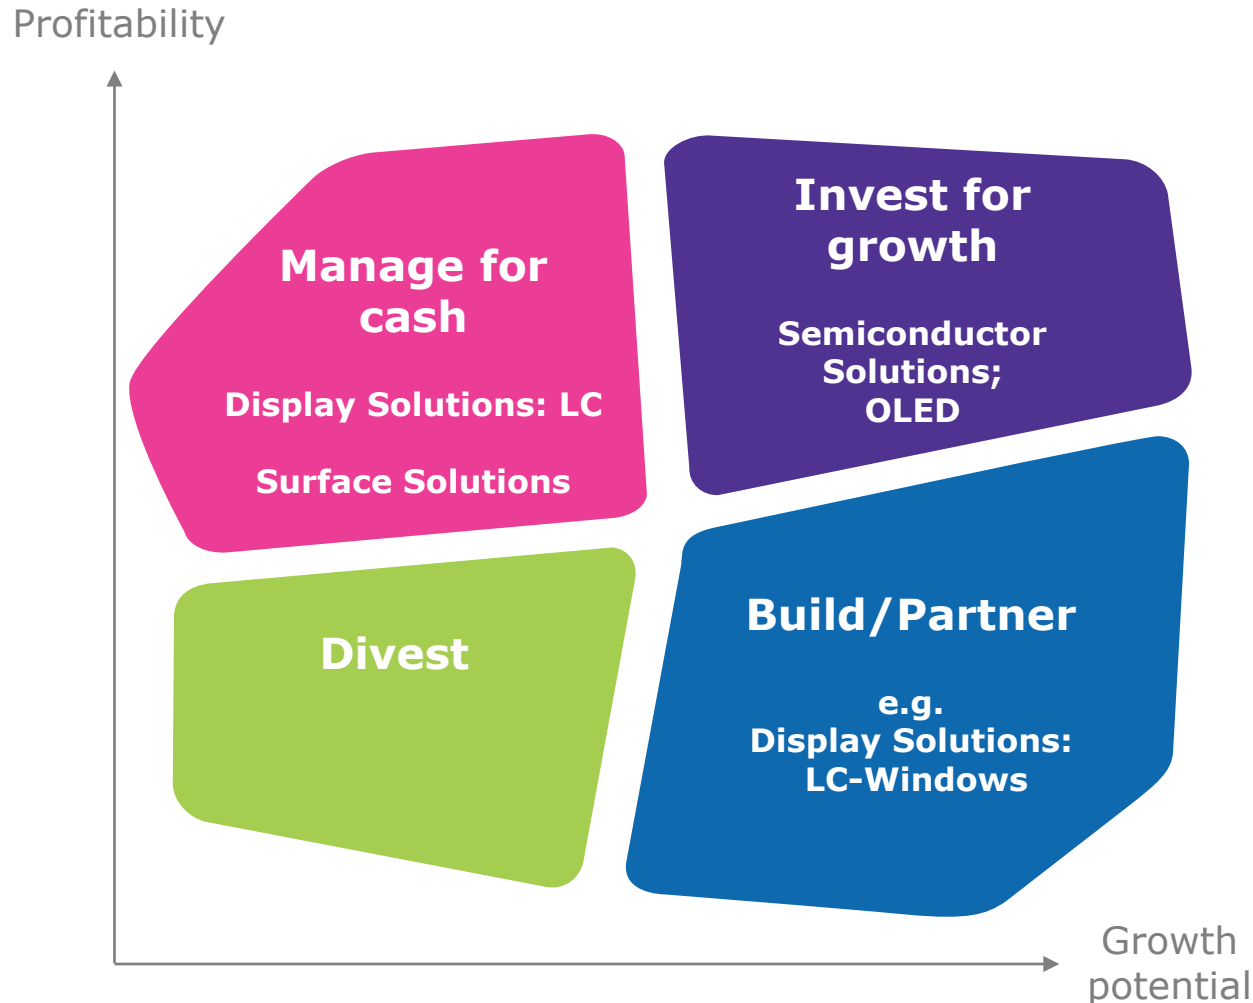 Profitability
Manage for
cash
Display Solutions: LC
Surface Solutions
Invest for
growth
Semiconductor
Solutions;
OLED
Divest
Build/Partner
e.g.
Display Solutions:
LC–Windows
Growth
potential